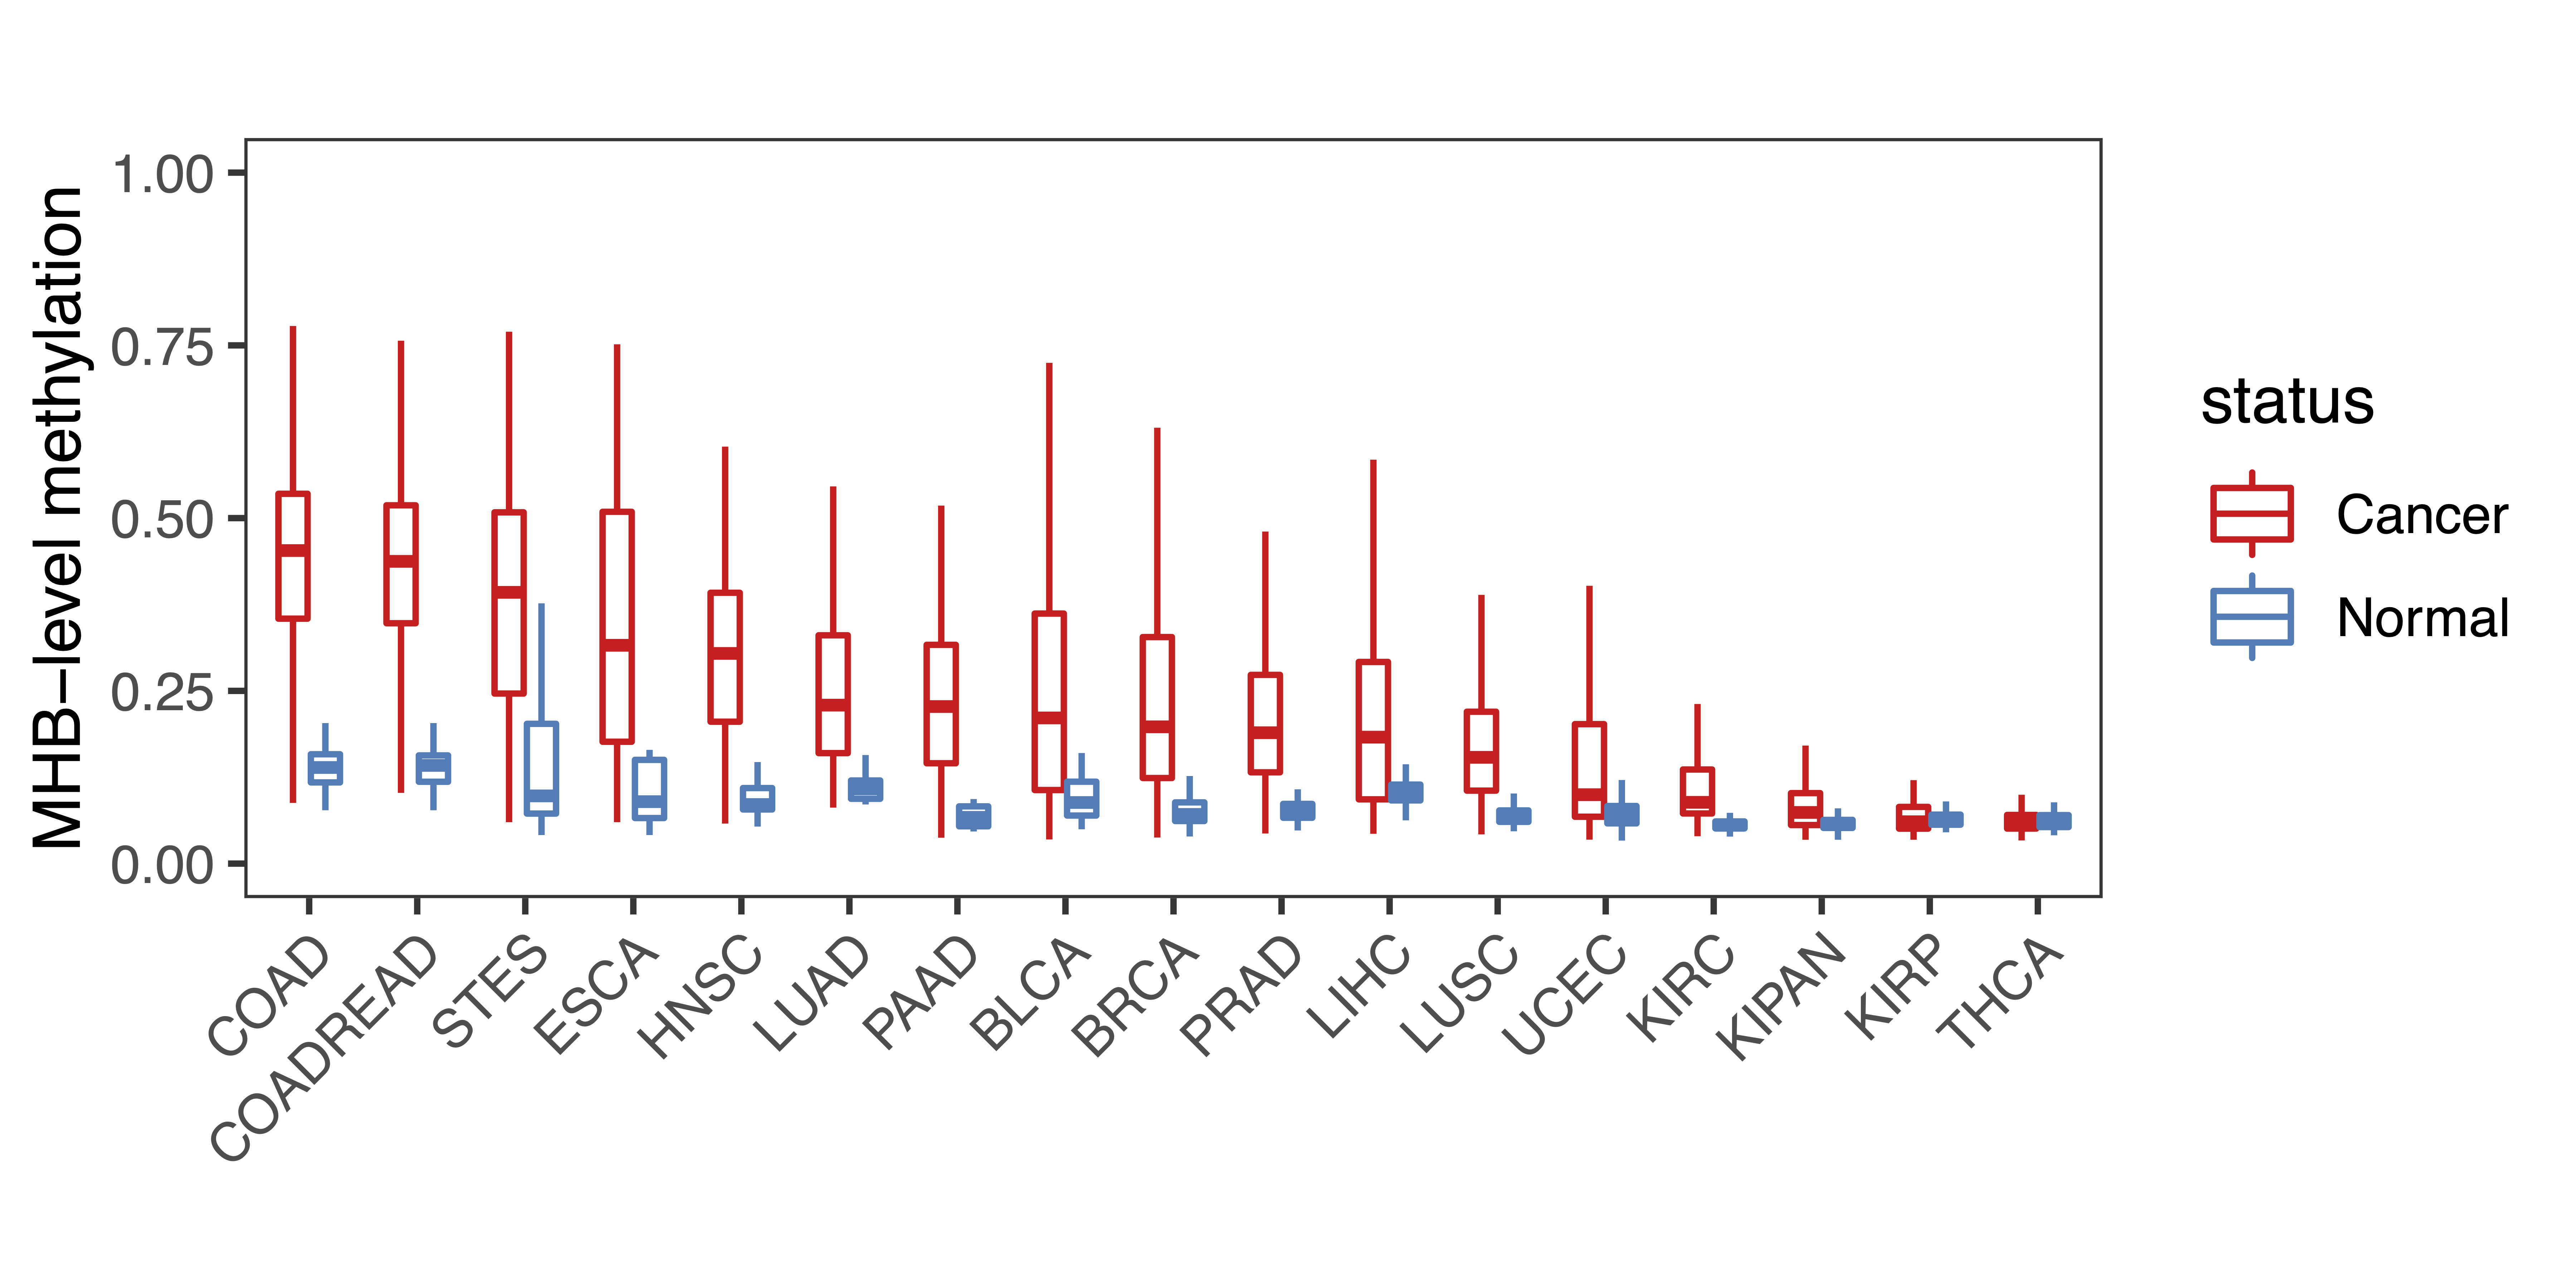 MHB−level methylation
1.00
0.75
0.50
0.25
0.00
COAD
COADREAD
STES
ESCA
HNSC
LUAD
PAAD
BLCA
BRCA
PRAD
LIHC
LUSC
UCEC
KIRC
KIPAN
KIRP
THCA
status
Cancer
Normal